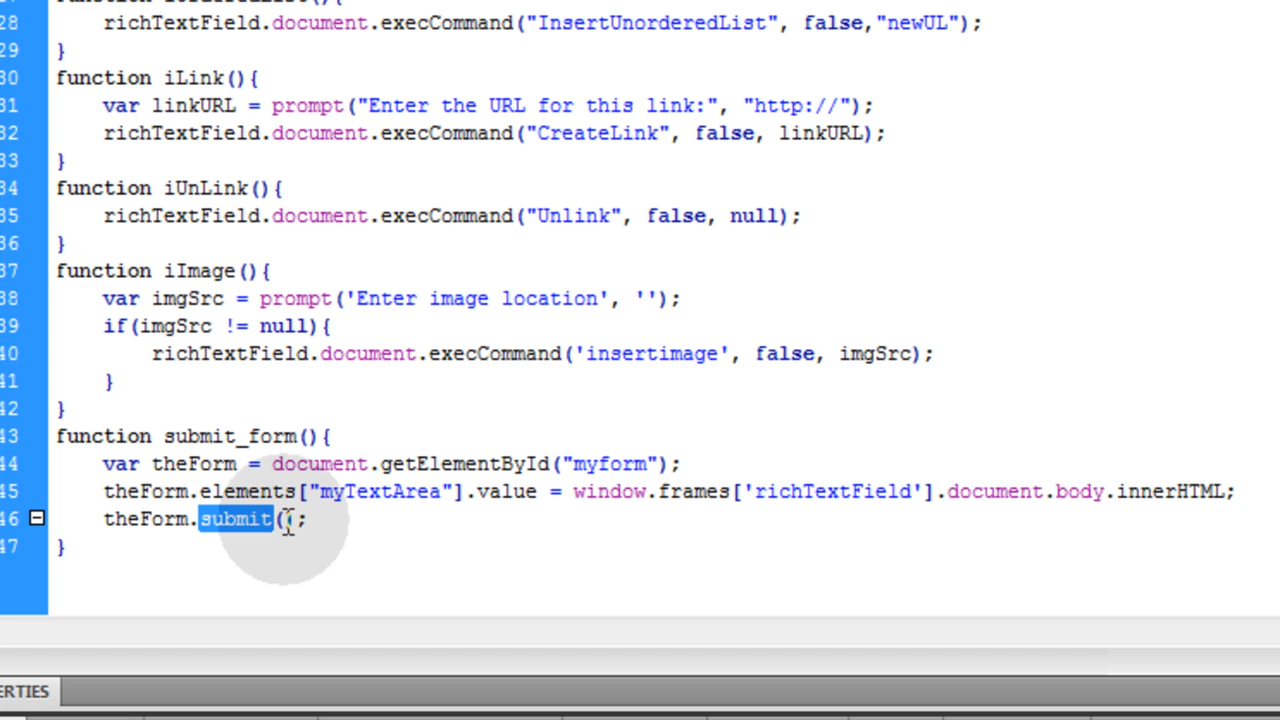 28 richTextField.document.execCommand("InsertUnorderedList", false,"newUL");
29 }
30 function iLink(){
31 var linkURL = prompt("Enter the URL for this link:", "http://");
32 richTextField.document.execCommand("CreateLink", false, linkURL);
33 }
34 function iUnLink(){
35 richTextField.document.execCommand("Unlink", false, null);
36 }
37 function iImage(){
38 var imgSrc = prompt('Enter image location', '');
39 if(imgSrc != null){
40 richTextField.document.execCommand('insertimage', false, imgSrc);
41 }
42 }
43 function submit_form(){
44 var theForm = document.getElementById("myform");
45 theForm.elements["myTextArea"].value = window.frames['richTextField'].document.body.innerHTML;
46 theForm.submit();
47 }
ERTIES